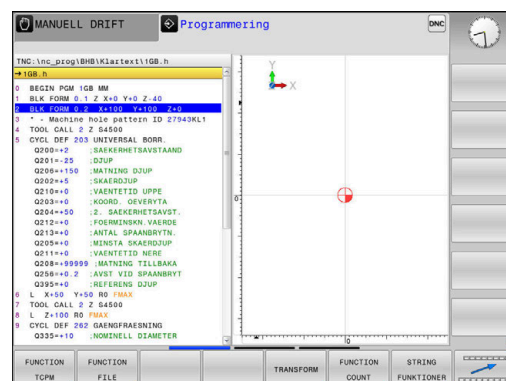 MANUELL DRIFT
Programmering
DNC
TNC:\nc_prog\BHB\Klartext\1GB.h
→1GB.h
0 BEGIN PGM 1GB MM
1 BLK FORM 0.1 Z X+0 Y+0 Z-40
2 BLK FORM 0.2 X+100 Y+100 Z+0
3 * - Machine hole pattern ID 27943KL1
4 TOOL CALL 2 Z S4500
5 CYCL DEF 203 UNIVERSAL BORR.
Q200=+2 ;SAEKERHETSAVSTAAND
Q201=-25 ;DJUP
Q206=+150 ;MATNING DJUP
Q202=+5 ;SKAERDJUP
Q210=+0 ;VAENTETID UPPE
Q203=+0 ;KOORD. OEVERYTA
Q204=+50 ;2. SAEKERHETSAVST.
Q212=+0 ;FOERMINSKN.VAERDE
Q213=+0 ;ANTAL SPAANBRYTN.
Q205=+0 ;MINSTA SKAERDJUP
Q211=+0 ;VAENTETID NERE
Q208=+99999 ;MATNING TILLBAKA
Q256=+0.2 ;AVST VID SPAANBRYT
Q395=+0 ;REFERENS DJUP
6 L X+50 Y+50 R0 FMAX
7 TOOL CALL 2 Z S4500
8 L Z+100 R0 FMAX
9 CYCL DEF 262 GAENGFRAESNING
Q335=+10 ;NOMINELL DIAMETER
Y
X
0
0
FUNCTION TCPM
FUNCTION FILE
TRANSFORM
FUNCTION COUNT
STRING FUNKTIONER